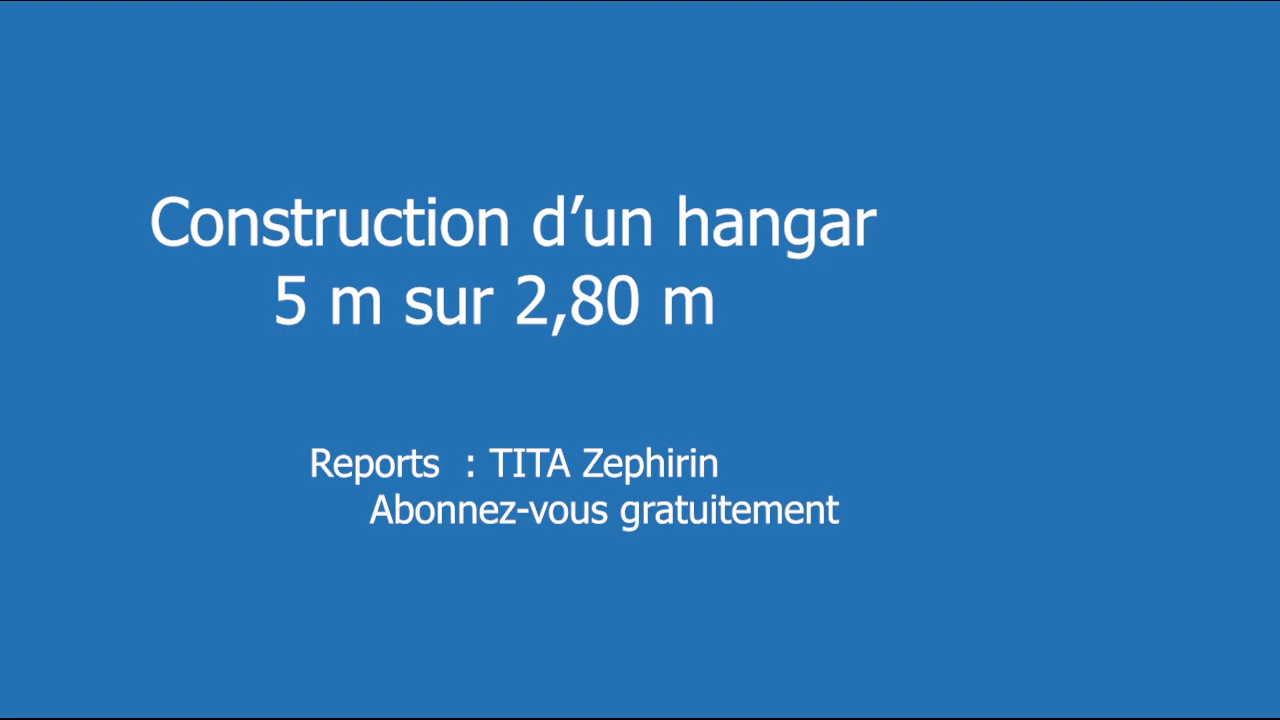 Construction d’un hangar
5 m sur 2,80 m
Reports : TITA Zephirin
Abonnez-vous gratuitement